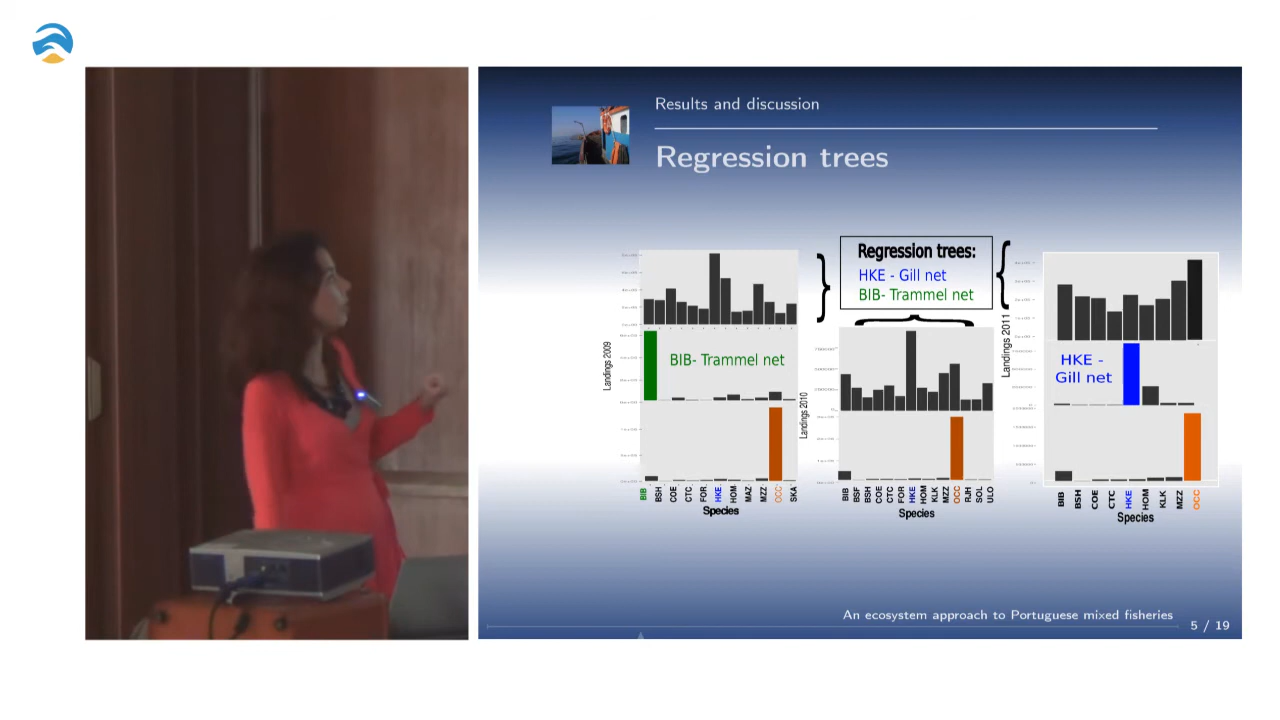 Results and discussion
Regression trees
Regression trees:
HKE - Gill net
BIB- Trammel net
Landings 2009
BIB- Trammel net
BIB
BSH
COE
CTC
FOR
HKE
HOM
MAZ
MZZ
OCC
SKA
Species
Landings 2010
BIB
BSF
BSH
COE
CTC
FOR
HKE
HOM
KLK
MZZ
OCC
RJH
SOL
ULO
Species
Landings 2011
HKE -
Gill net
BIB
BSH
COE
CTC
HKE
HOM
KLK
MZZ
OCC
Species
An ecosystem approach to Portuguese mixed fisheries
5 / 19